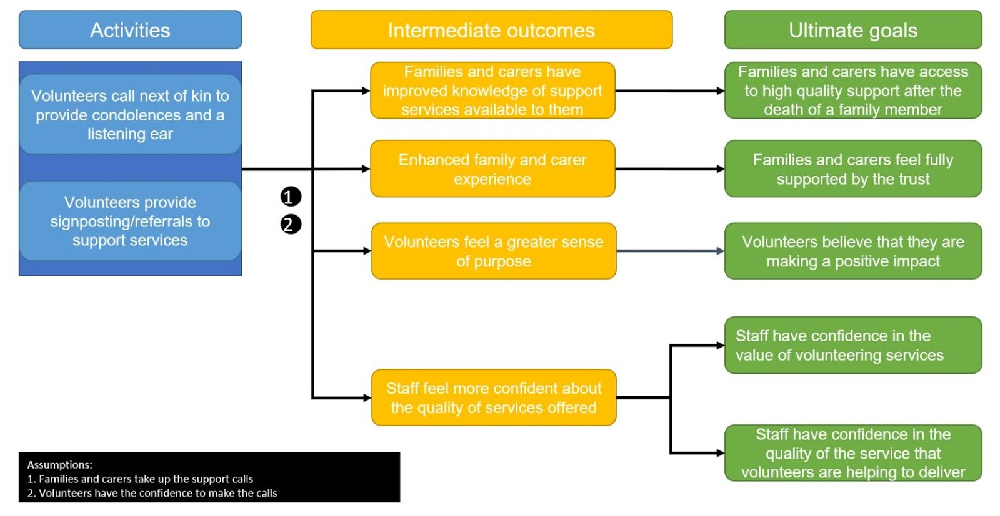 Activities
Intermediate outcomes
Ultimate goals
Volunteers call next of kin to
provide condolences and a
listening ear
Volunteers provide
signposting/referrals to
support services
1
2
Families and carers have
improved knowledge of support
services available to them
Enhanced family and carer
experience
Volunteers feel a greater sense
of purpose
Staff feel more confident about
the quality of services offered
Families and carers have access
to high quality support after the
death of a family member
Families and carers feel fully
supported by the trust
Volunteers believe that they are
making a positive impact
Staff have confidence in the
value of volunteering services
Staff have confidence in the
quality of the service that
volunteers are helping to deliver
Assumptions:
1. Families and carers take up the support calls
2. Volunteers have the confidence to make the calls